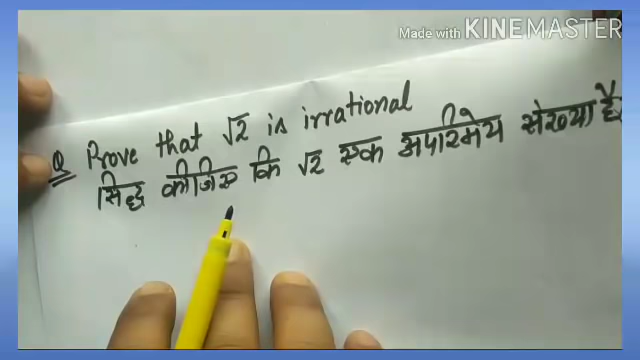 Made with KINEMASTER
Q Prove that √2 is irrational
सिद्ध कीजिए कि √2 एक अपरिमेय संख्या है